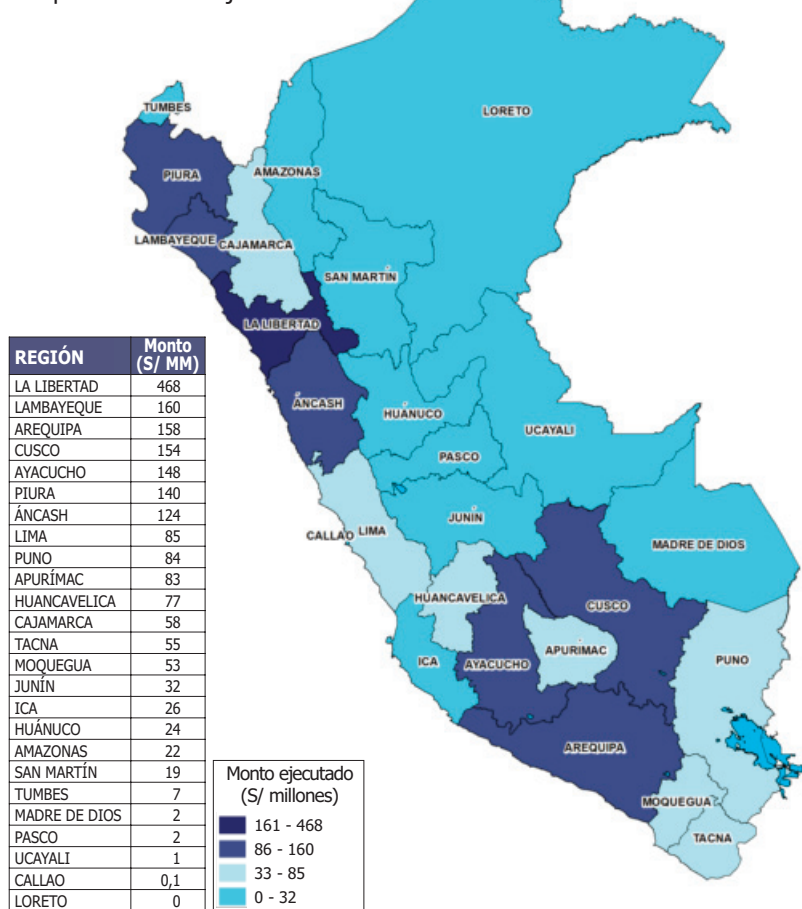 TUMBES
LORETO
PIURA
AMAZONAS
LAMBAYEQUE
CAJAMARCA
SAN MARTÍN
LA LIBERTAD
ÁNCASH
HUÁNUCO
UCAYALI
PASCO
JUNÍN
CALLAO
LIMA
MADRE DE DIOS
HUANCAVELICA
CUSCO
ICA
AYACUCHO
APURÍMAC
PUNO
AREQUIPA
MOQUEGUA
TACNA
REGIÓN Monto (S/ MM)
LA LIBERTAD 468
LAMBAYEQUE 160
AREQUIPA 158
CUSCO 154
AYACUCHO 148
PIURA 140
ÁNCASH 124
LIMA 85
PUNO 84
APURÍMAC 83
HUANCAVELICA 77
CAJAMARCA 58
TACNA 55
MOQUEGUA 53
JUNÍN 32
ICA 26
HUÁNUCO 24
AMAZONAS 22
SAN MARTÍN 19
TUMBES 7
MADRE DE DIOS 2
PASCO 2
UCAYALI 1
CALLAO 0,1
LORETO 0
Monto ejecutado
(S/ millones)
161 - 468
86 - 160
33 - 85
0 - 32